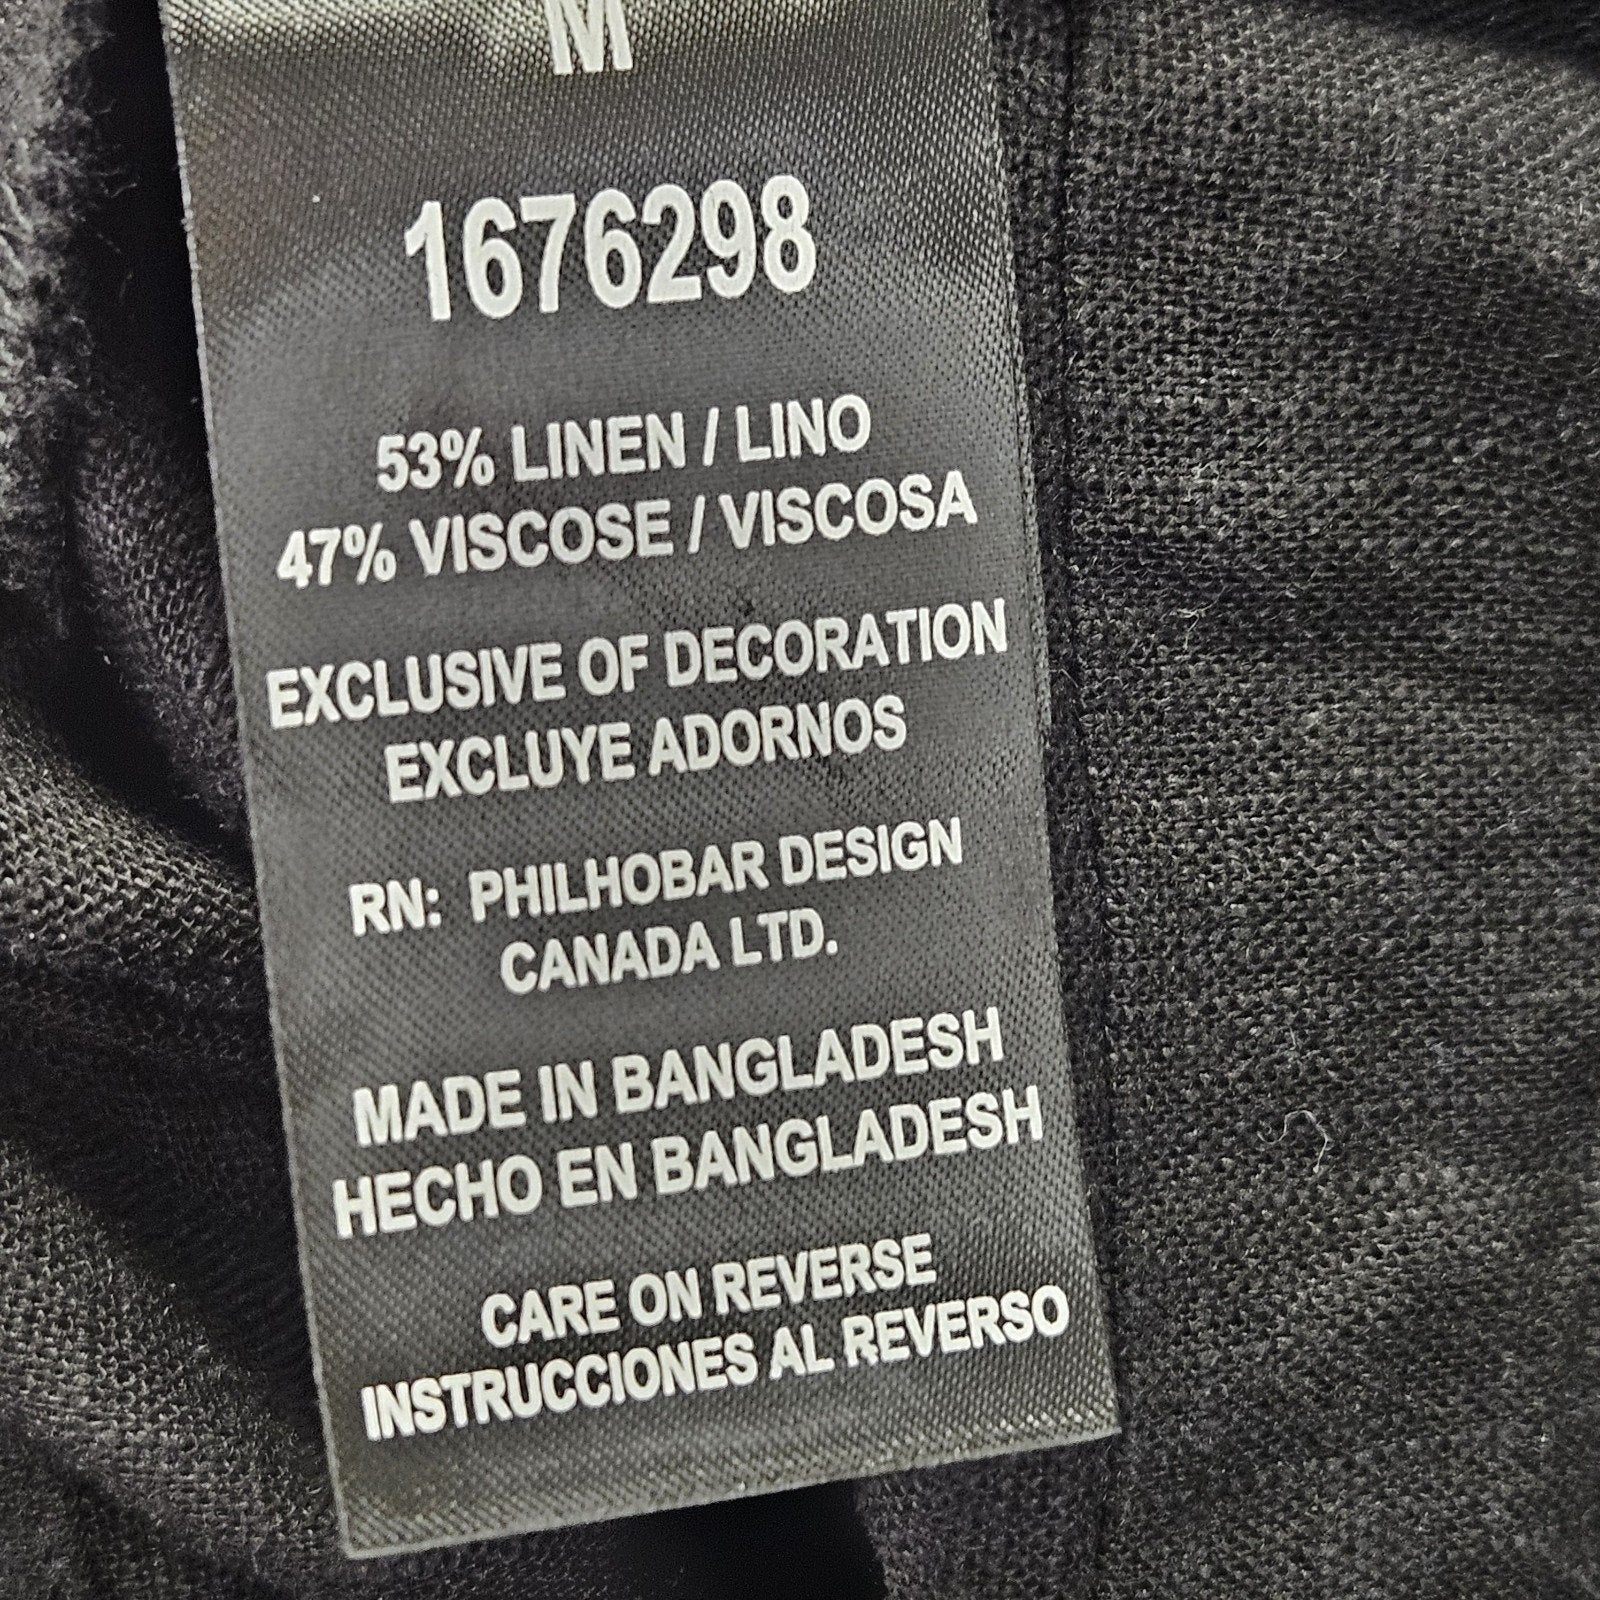 M
1676298
53% LINEN / LINO
47% VISCOSE / VISCOSA
EXCLUSIVE OF DECORATION
EXCLUYE ADORNOS
RN: PHILHOBAR DESIGN
CANADA LTD.
MADE IN BANGLADESH
HECHO EN BANGLADESH
CARE ON REVERSE
INSTRUCCIONES AL REVERSO